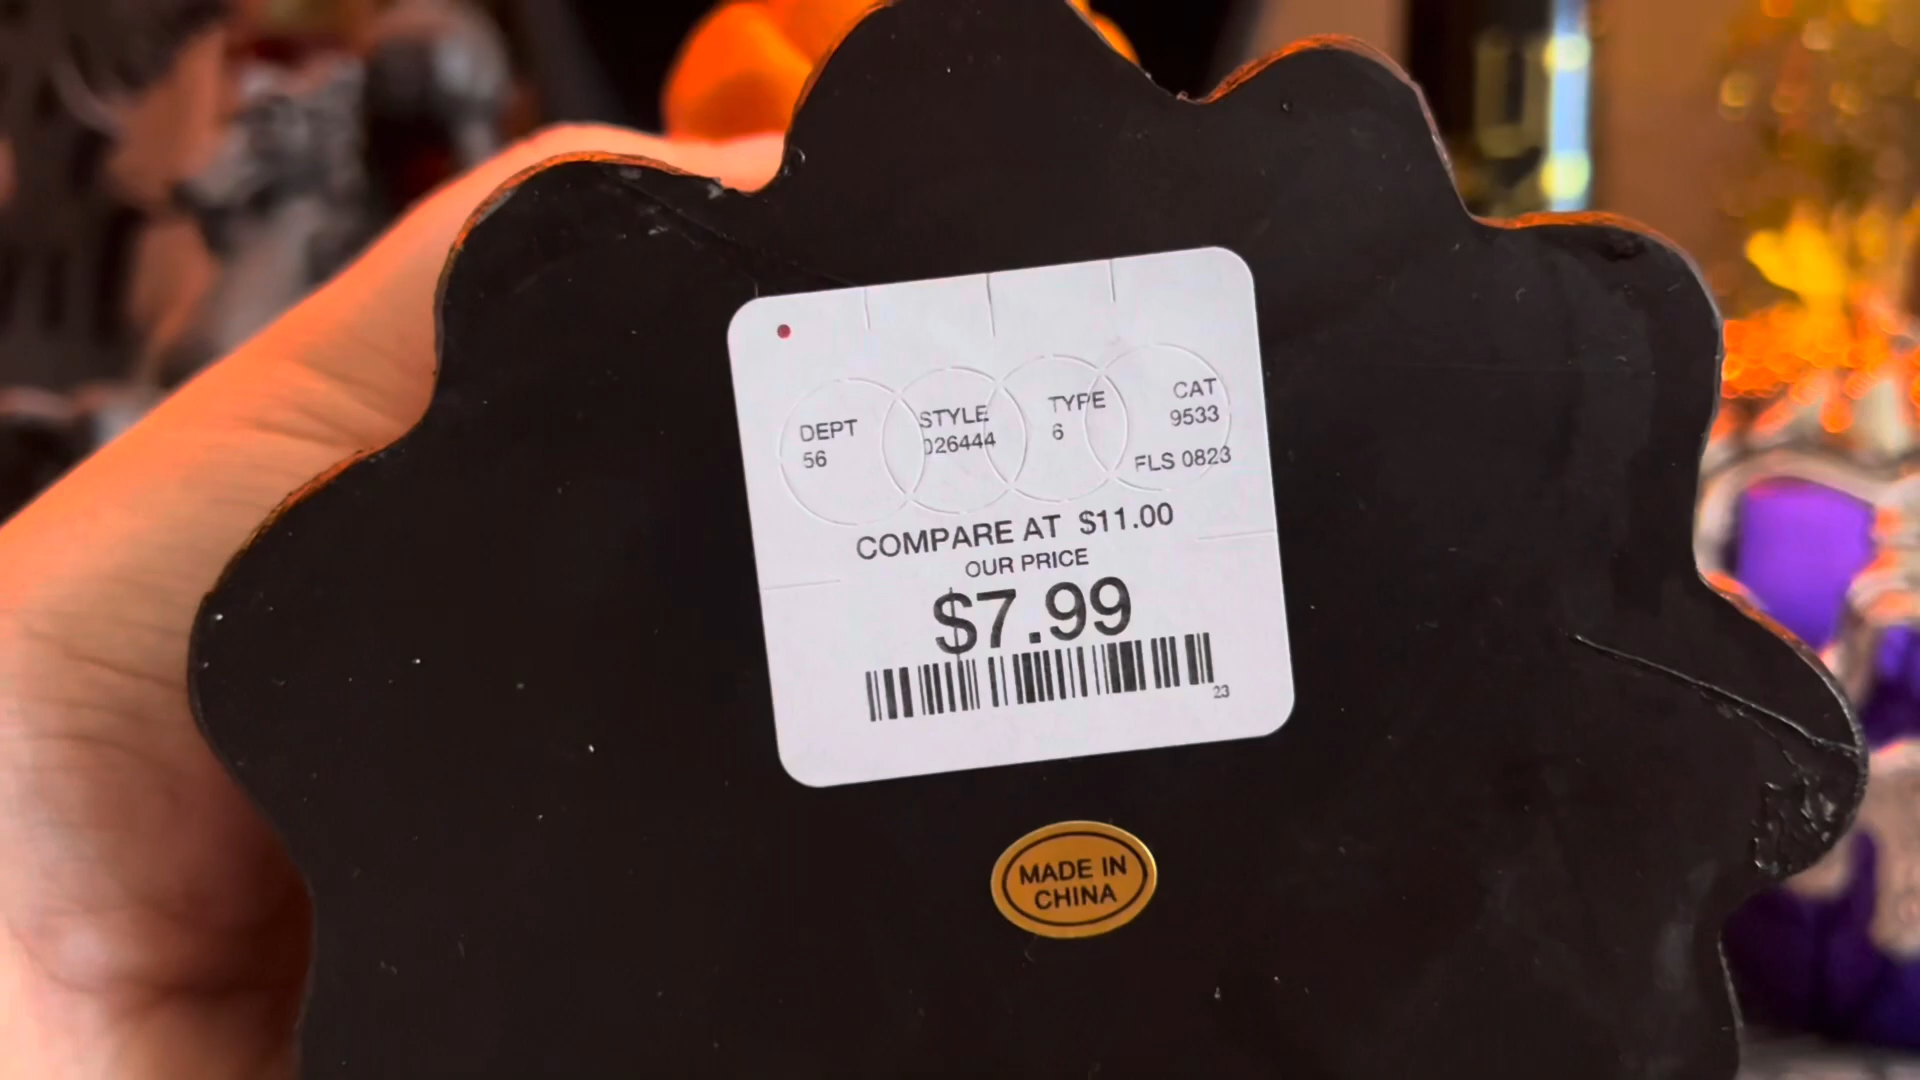 DEPT STYLE TYPE CAT
56 026444 6 9533
FLS 0823
COMPARE AT $11.00
OUR PRICE
$7.99
23
MADE IN
CHINA